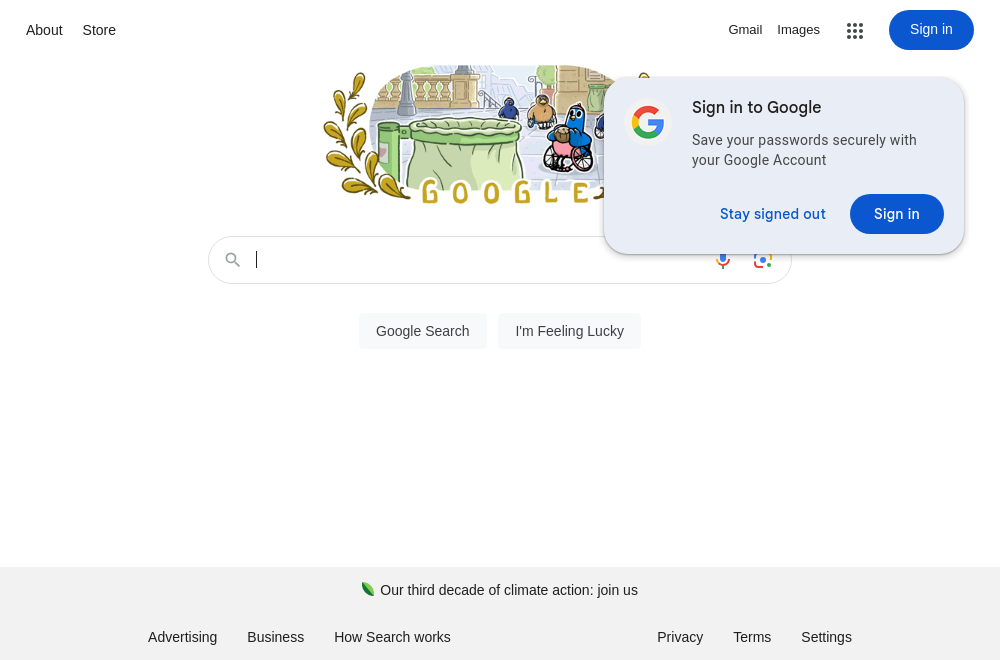 About
Store
Gmail
Images
Sign in
GOOGLE
Sign in to Google
Save your passwords securely with
your Google Account
Stay signed out
Sign in
Google Search
I'm Feeling Lucky
Our third decade of climate action: join us
Advertising
Business
How Search works
Privacy
Terms
Settings